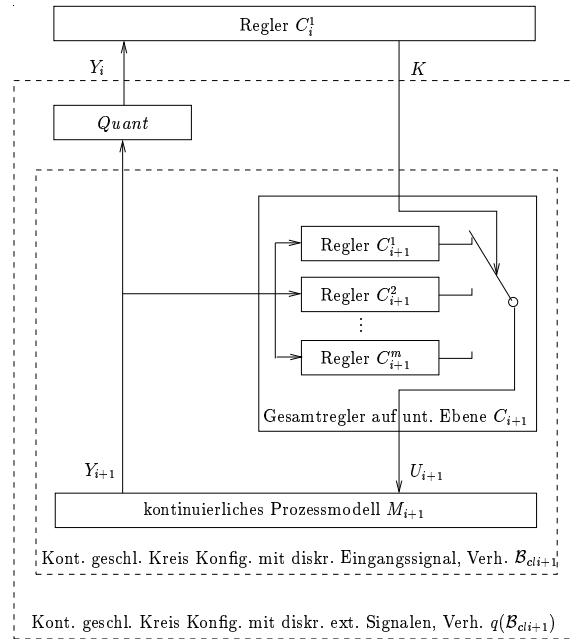 Regler $C_i^1$
$Y_i$
$K$
Quant
Regler $C_{i+1}^1$
Regler $C_{i+1}^2$
⋮
Regler $C_{i+1}^m$
Gesamtregler auf unt. Ebene $C_{i+1}$
$Y_{i+1}$
$U_{i+1}$
kontinuierliches Prozessmodell $M_{i+1}$
Kont. geschl. Kreis Konfig. mit diskr. Eingangssignal, Verh. $\mathcal{B}_{cli+1}$
Kont. geschl. Kreis Konfig. mit diskr. ext. Signalen, Verh. $q(\mathcal{B}_{cli+1})$